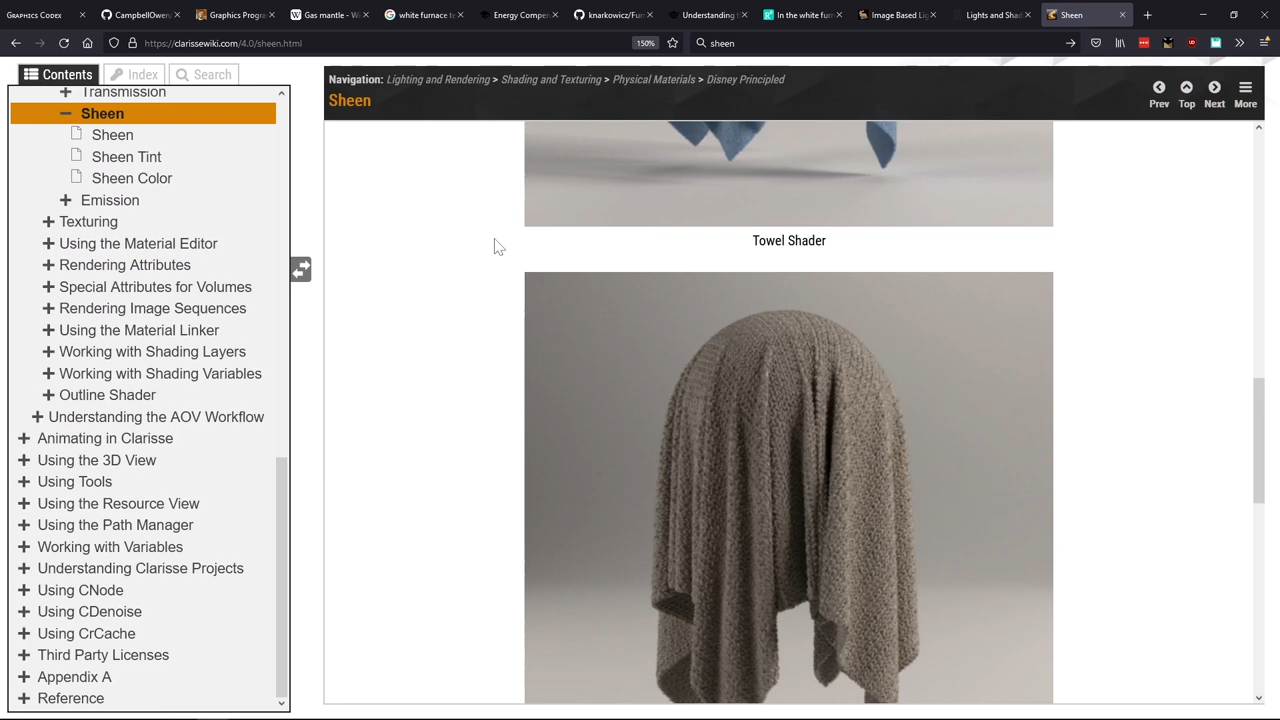 Graphics Codex
CampbellOwen/
Graphics Progra
Gas mantle - Wi
white furnace te
Energy Compen
knarkowicz/Fur
Understanding t
In the white furn
Image Based Lig
Lights and Shad
Sheen
https://clarissewiki.com/4.0/sheen.html
150%
sheen
Contents
Index
Search
Transmission
Sheen
Sheen
Sheen Tint
Sheen Color
Emission
Texturing
Using the Material Editor
Rendering Attributes
Special Attributes for Volumes
Rendering Image Sequences
Using the Material Linker
Working with Shading Layers
Working with Shading Variables
Outline Shader
Understanding the AOV Workflow
Animating in Clarisse
Using the 3D View
Using Tools
Using the Resource View
Using the Path Manager
Working with Variables
Understanding Clarisse Projects
Using CNode
Using CDenoise
Using CrCache
Third Party Licenses
Appendix A
Reference
Navigation: Lighting and Rendering > Shading and Texturing > Physical Materials > Disney Principled
Sheen
Prev Top Next More
Towel Shader